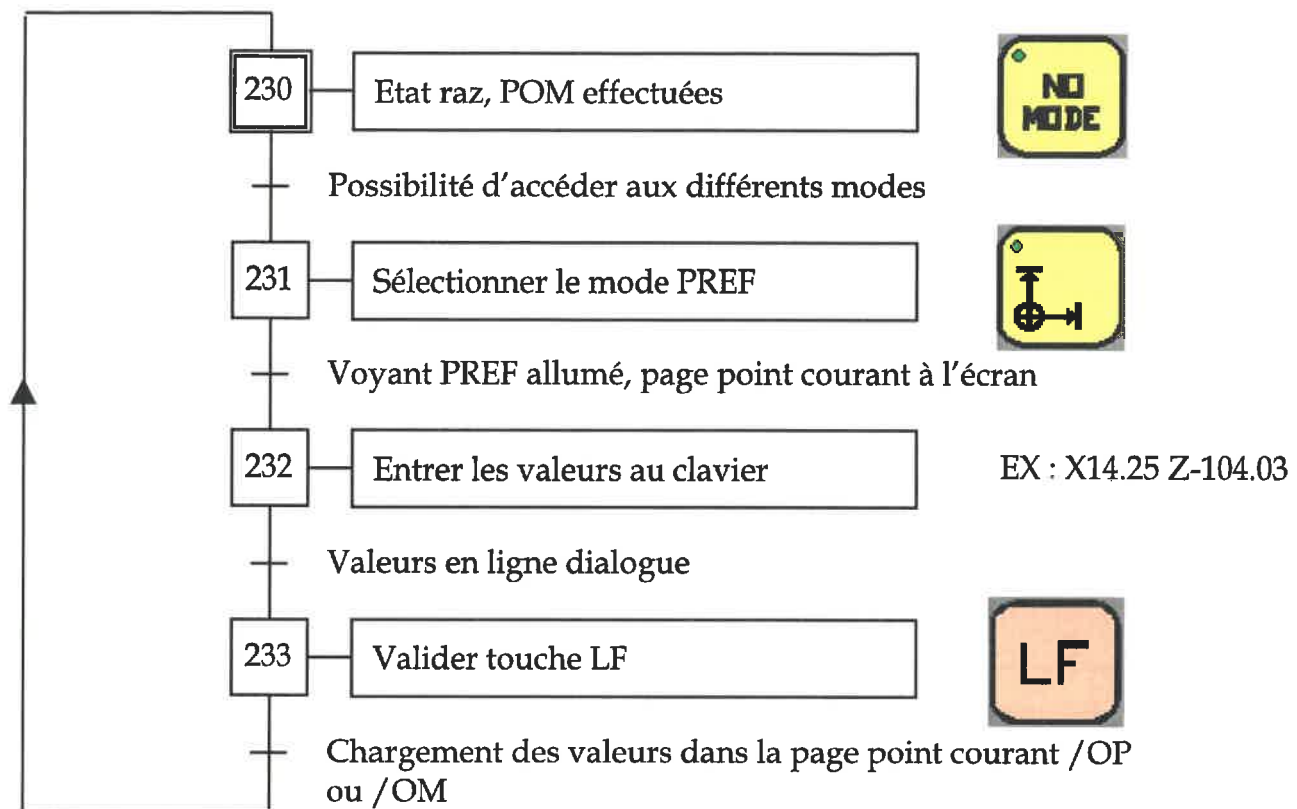 230 Etat raz, POM effectuées
NO
MODE
Possibilité d'accéder aux différents modes
231 Sélectionner le mode PREF
Voyant PREF allumé, page point courant à l'écran
232 Entrer les valeurs au clavier EX : X14.25 Z-104.03
Valeurs en ligne dialogue
233 Valider touche LF
LF
Chargement des valeurs dans la page point courant /OP
ou /OM